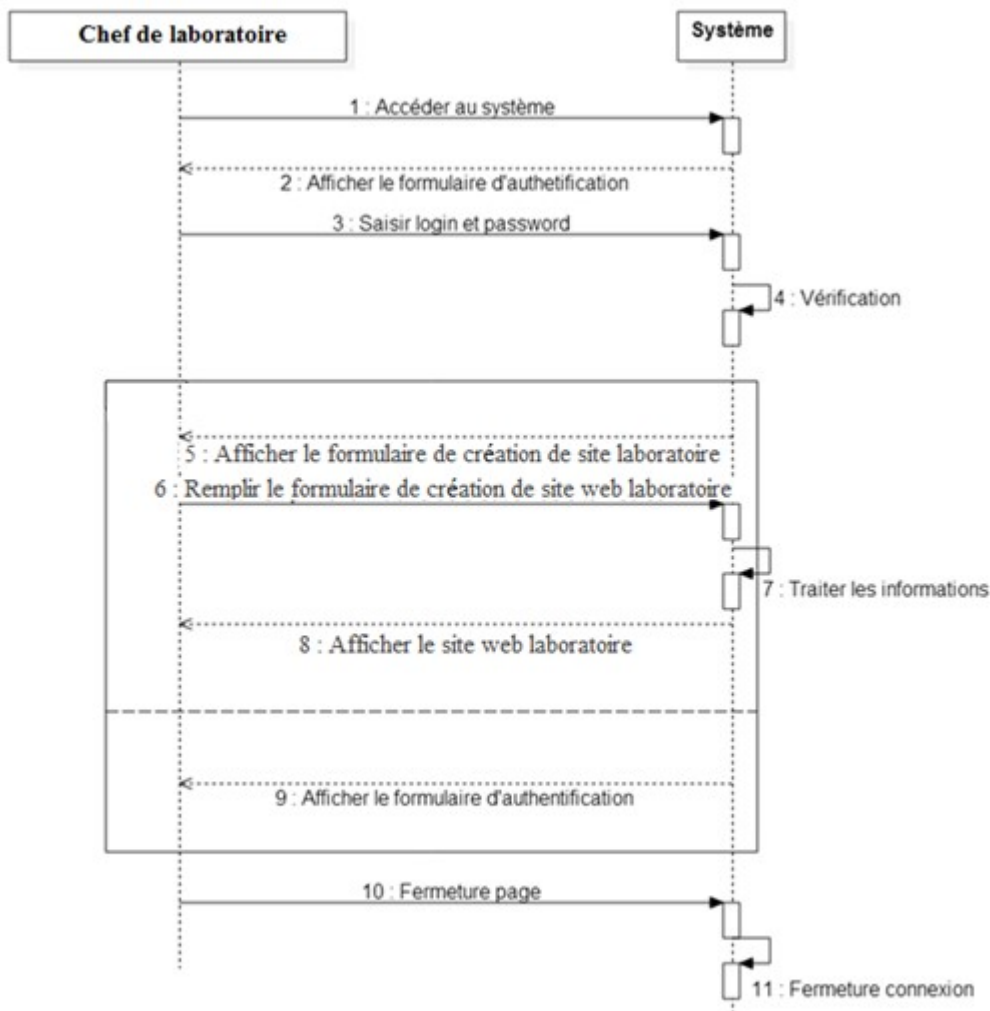 Chef de laboratoire
Système
1 : Accéder au système
2 : Afficher le formulaire d'authetification
3 : Saisir login et password
4 : Vérification
5 : Afficher le formulaire de création de site laboratoire
6 : Remplir le formulaire de création de site web laboratoire
7 : Traiter les informations
8 : Afficher le site web laboratoire
9 : Afficher le formulaire d'authentification
10 : Fermeture page
11 : Fermeture connexion